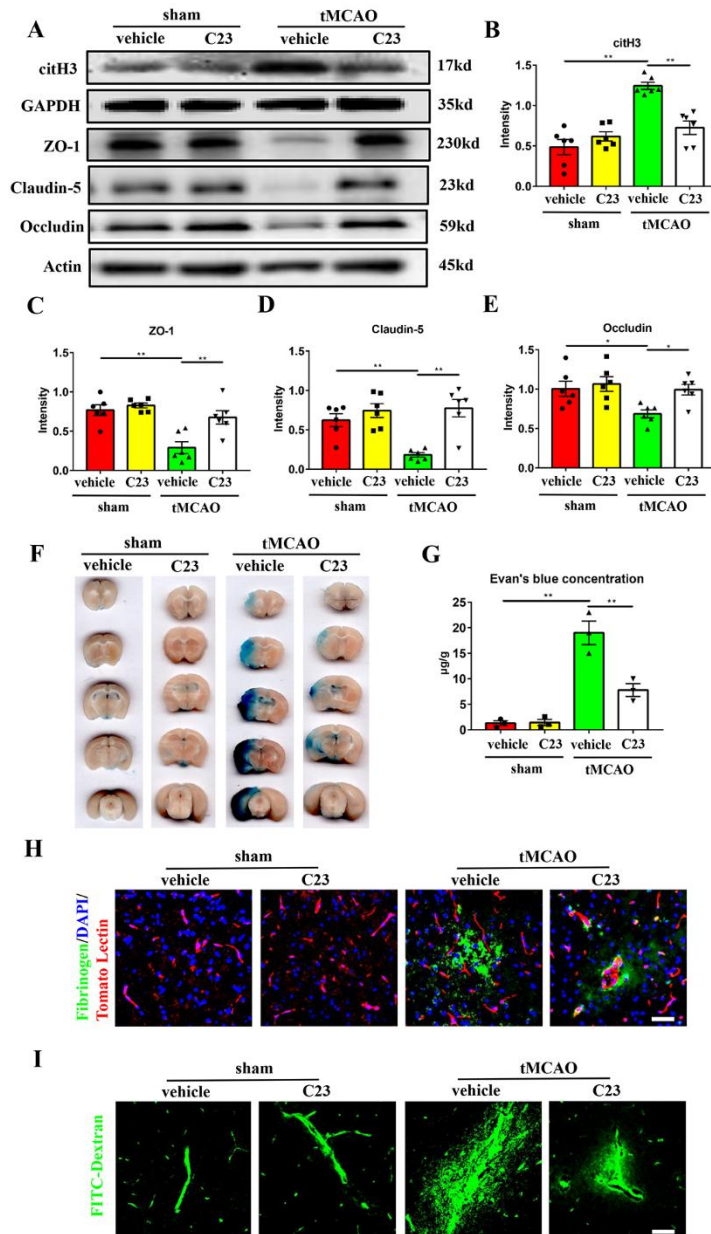 A
sham
tMCAO
vehicle
C23
vehicle
C23
citH3
17kd
GAPDH
35kd
ZO-1
230kd
Claudin-5
23kd
Occludin
59kd
Actin
45kd
B
citH3
**
**
1.5
1.0
0.5
0.0
Intensity
vehicle
C23
vehicle
C23
sham
tMCAO
C
ZO-1
**
**
1.5
1.0
0.5
0.0
Intensity
vehicle
C23
vehicle
C23
sham
tMCAO
D
Claudin-5
**
**
1.5
1.0
0.5
0.0
Intensity
vehicle
C23
vehicle
C23
sham
tMCAO
E
Occludin
*
*
1.5
1.0
0.5
0.0
Intensity
vehicle
C23
vehicle
C23
sham
tMCAO
F
sham
tMCAO
vehicle
C23
vehicle
C23
G
Evan's blue concentration
**
**
25
20
15
10
5
0
µg/g
vehicle
C23
vehicle
C23
sham
tMCAO
H
sham
tMCAO
vehicle
C23
vehicle
C23
Fibrinogen/DAPI/
Tomato Lectin
I
sham
tMCAO
vehicle
C23
vehicle
C23
FITC-Dextran